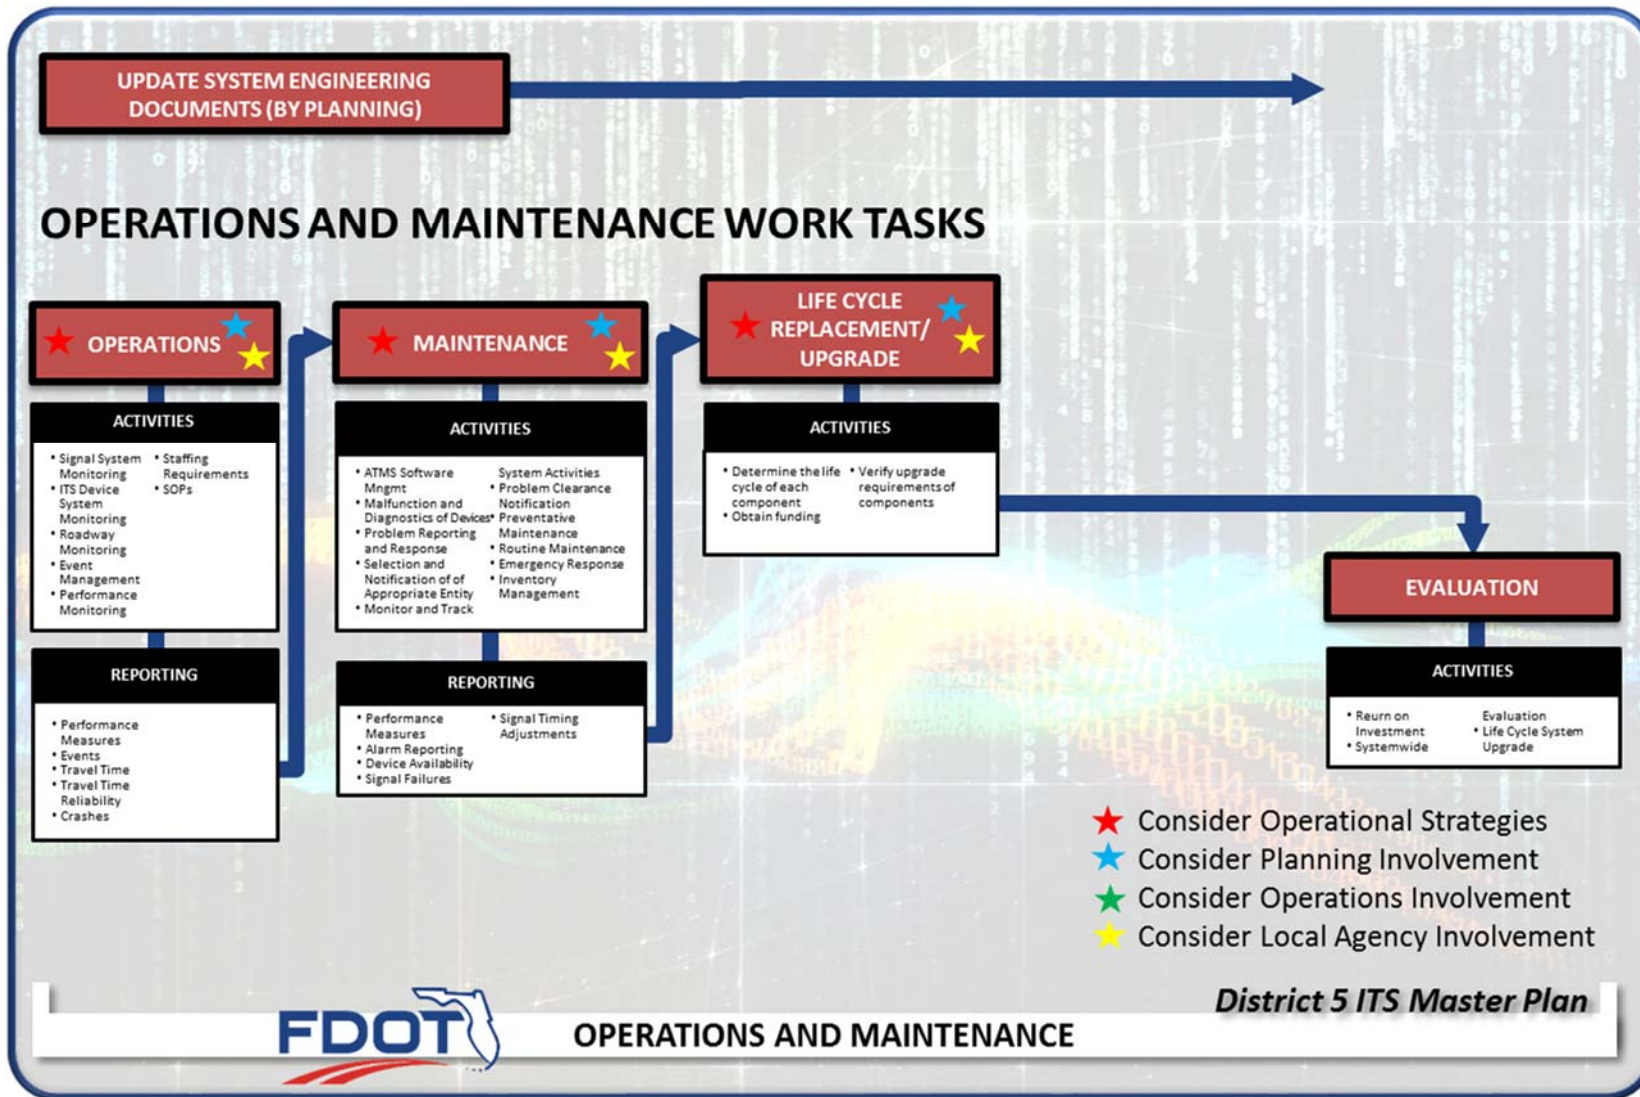 UPDATE SYSTEM ENGINEERING
DOCUMENTS (BY PLANNING)
OPERATIONS AND MAINTENANCE WORK TASKS
OPERATIONS
ACTIVITIES
• Signal System
Monitoring
• ITS Device
System
Monitoring
• Roadway
Monitoring
• Event
Management
• Performance
Monitoring
• Staffing
Requirements
• SOPs
REPORTING
• Performance
Measures
• Events
• Travel Time
• Travel Time
Reliability
• Crashes
MAINTENANCE
ACTIVITIES
• ATMS Software
Mngmt
• Malfunction and
Diagnostics of Devices
• Problem Reporting
and Response
• Selection and
Notification of of
Appropriate Entity
• Monitor and Track
System Activities
• Problem Clearance
Notification
• Preventative
Maintenance
• Routine Maintenance
• Emergency Response
• Inventory
Management
REPORTING
• Performance
Measures
• Alarm Reporting
• Device Availability
• Signal Failures
• Signal Timing
Adjustments
LIFE CYCLE
REPLACEMENT/
UPGRADE
ACTIVITIES
• Determine the life
cycle of each
component
• Obtain funding
• Verify upgrade
requirements of
components
EVALUATION
ACTIVITIES
• Reurn on
Investment
• Systemwide
Evaluation
• Life Cycle System
Upgrade
Consider Operational Strategies
Consider Planning Involvement
Consider Operations Involvement
Consider Local Agency Involvement
District 5 ITS Master Plan
FDOT
OPERATIONS AND MAINTENANCE